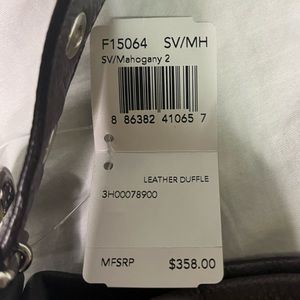 F15064 SV/MH
SV/Mahogany 2
8 86382 41065 7
LEATHER DUFFLE
3H00078900
MFSRP $358.00